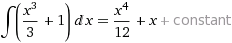 ∫(x³/3 + 1) dx = x⁴/12 + x + constant